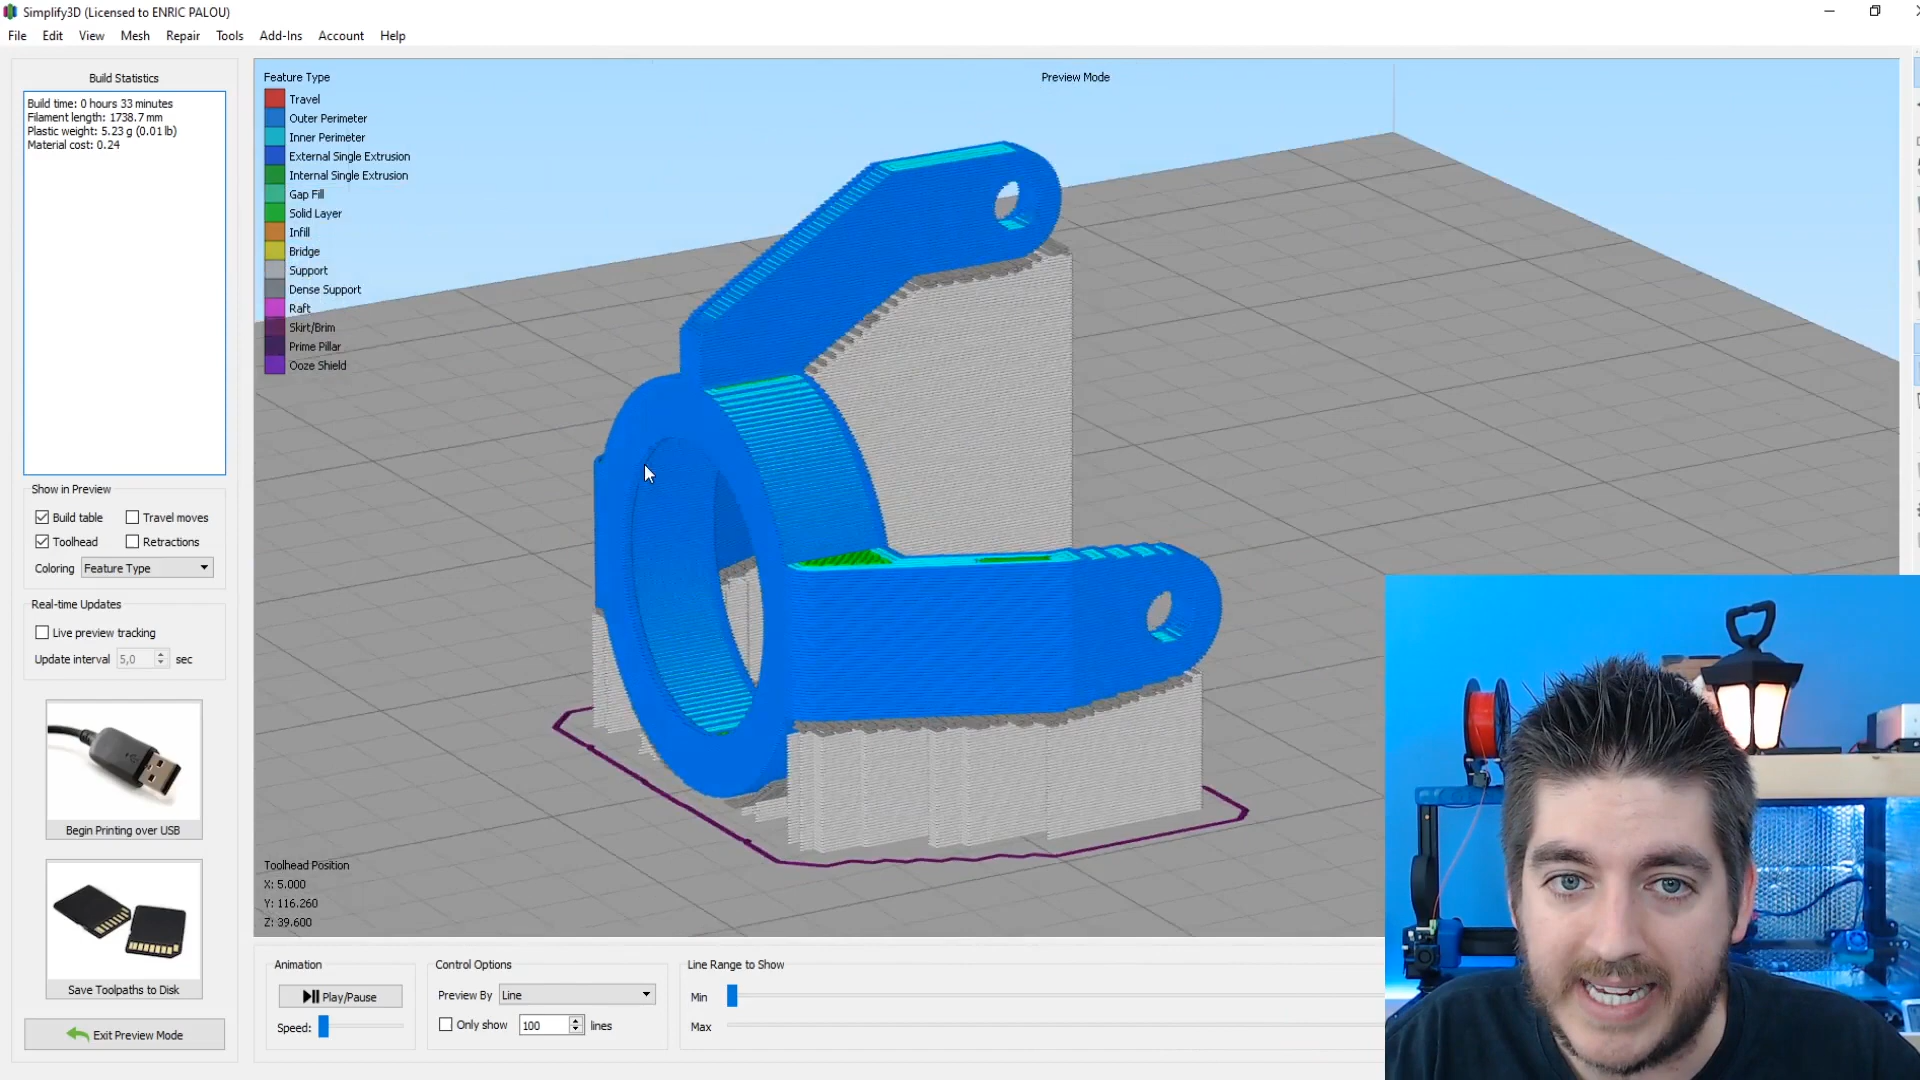 Simplify3D (Licensed to ENRIC PALOU)
File Edit View Mesh Repair Tools Add-Ins Account Help
Build Statistics
Build time: 0 hours 33 minutes
Filament length: 1738.7 mm
Plastic weight: 5.23 g (0.01 lb)
Material cost: 0.24
Show in Preview
Build table Travel moves
Toolhead Retractions
Coloring Feature Type
Real-time Updates
Live preview tracking
Update interval 5,0 sec
Begin Printing over USB
Save Toolpaths to Disk
Exit Preview Mode
Feature Type
Travel
Outer Perimeter
Inner Perimeter
External Single Extrusion
Internal Single Extrusion
Gap Fill
Solid Layer
Infill
Bridge
Support
Dense Support
Raft
Skirt/Brim
Prime Pillar
Ooze Shield
Preview Mode
Toolhead Position
X: 5.000
Y: 116.260
Z: 39.600
Animation
Play/Pause
Speed:
Control Options
Preview By Line
Only show 100 lines
Line Range to Show
Min
Max